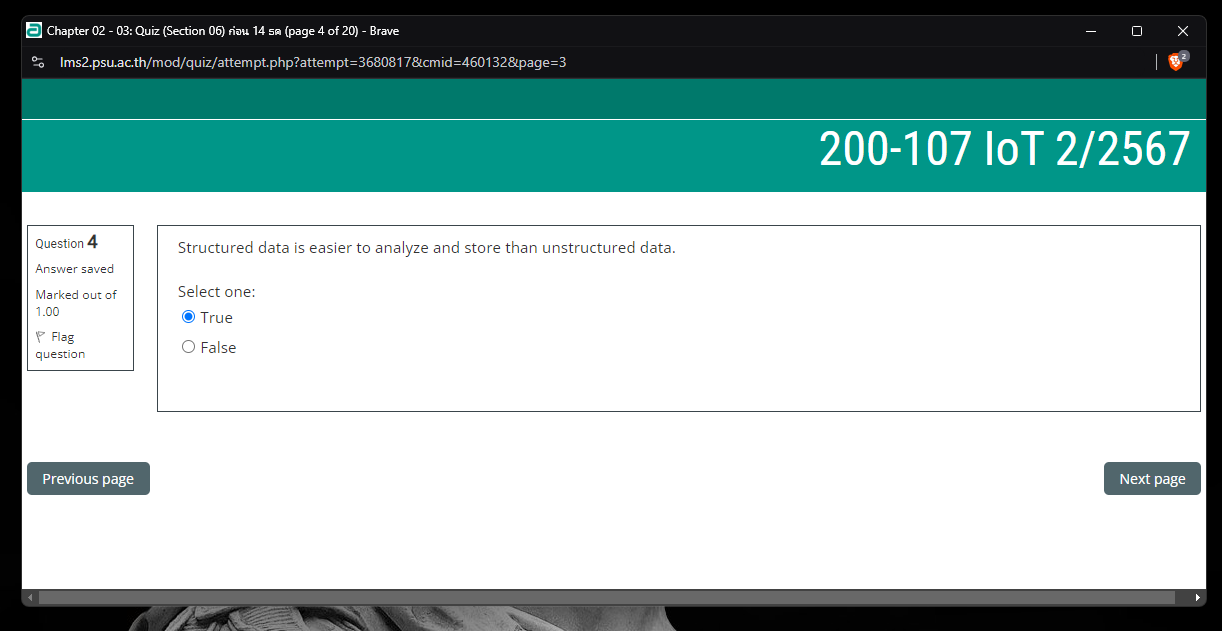 Chapter 02 - 03: Quiz (Section 06) ก่อน 14 ธค (page 4 of 20) - Brave
lms2.psu.ac.th/mod/quiz/attempt.php?attempt=3680817&cmid=460132&page=3
2
200-107 IoT 2/2567
Question 4
Answer saved
Marked out of
1.00
Flag
question
Structured data is easier to analyze and store than unstructured data.
Select one:
True
False
Previous page
Next page